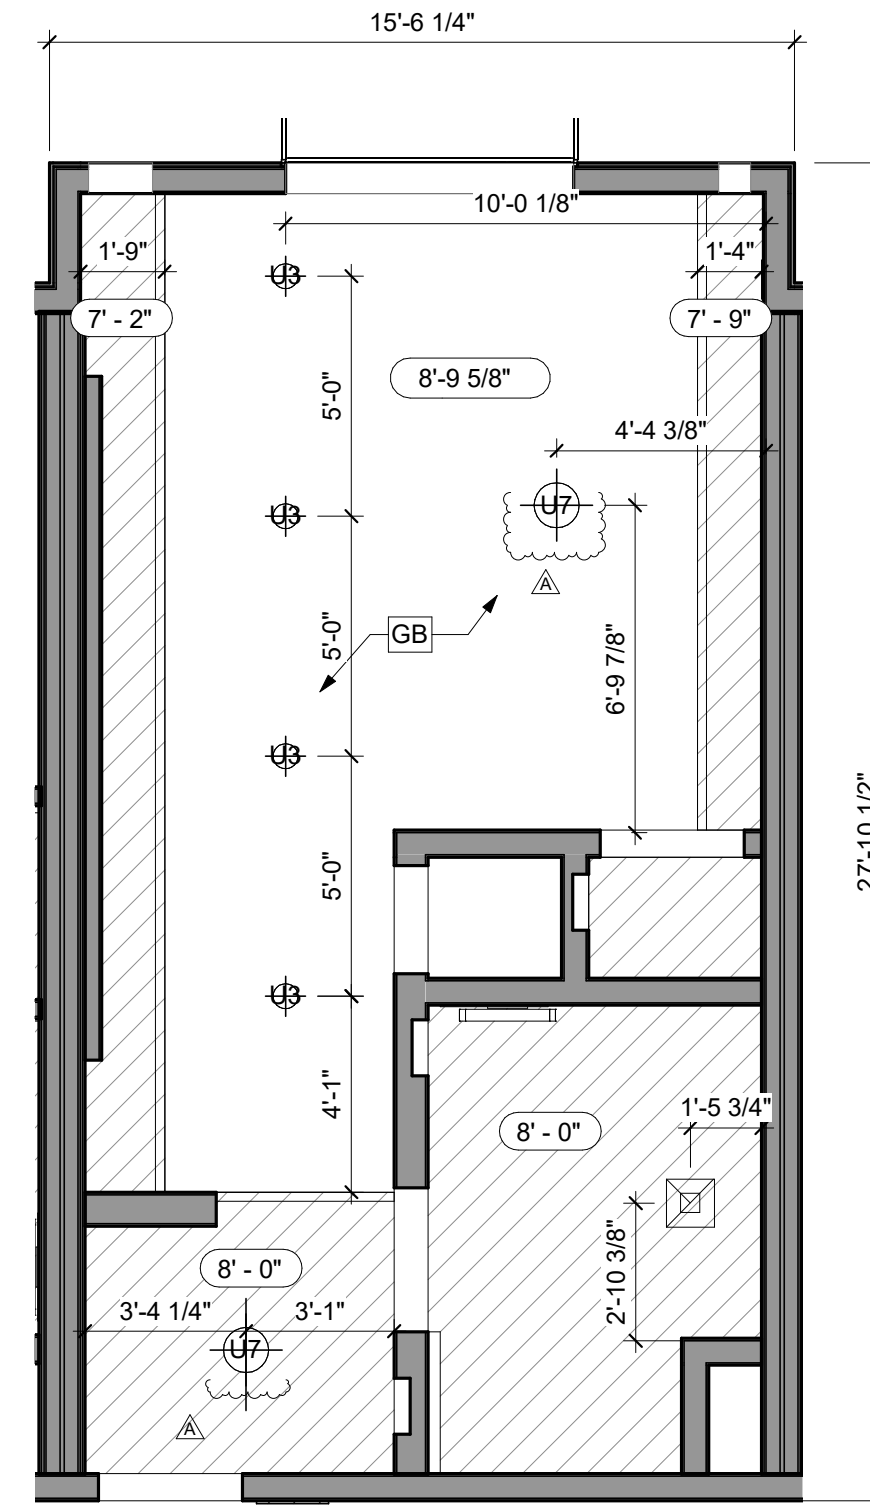 15'-6 1/4"
10'-0 1/8"
1'-9"
1'-4"
U3
7' - 2"
7' - 9"
8'-9 5/8"
5'-0"
4'-4 3/8"
U7
U3
A
5'-0"
GB
6'-9 7/8"
U3
27'-10 1/2"
5'-0"
U3
4'-1"
1'-5 3/4"
8' - 0"
8' - 0"
2'-10 3/8"
3'-4 1/4"
3'-1"
U7
A